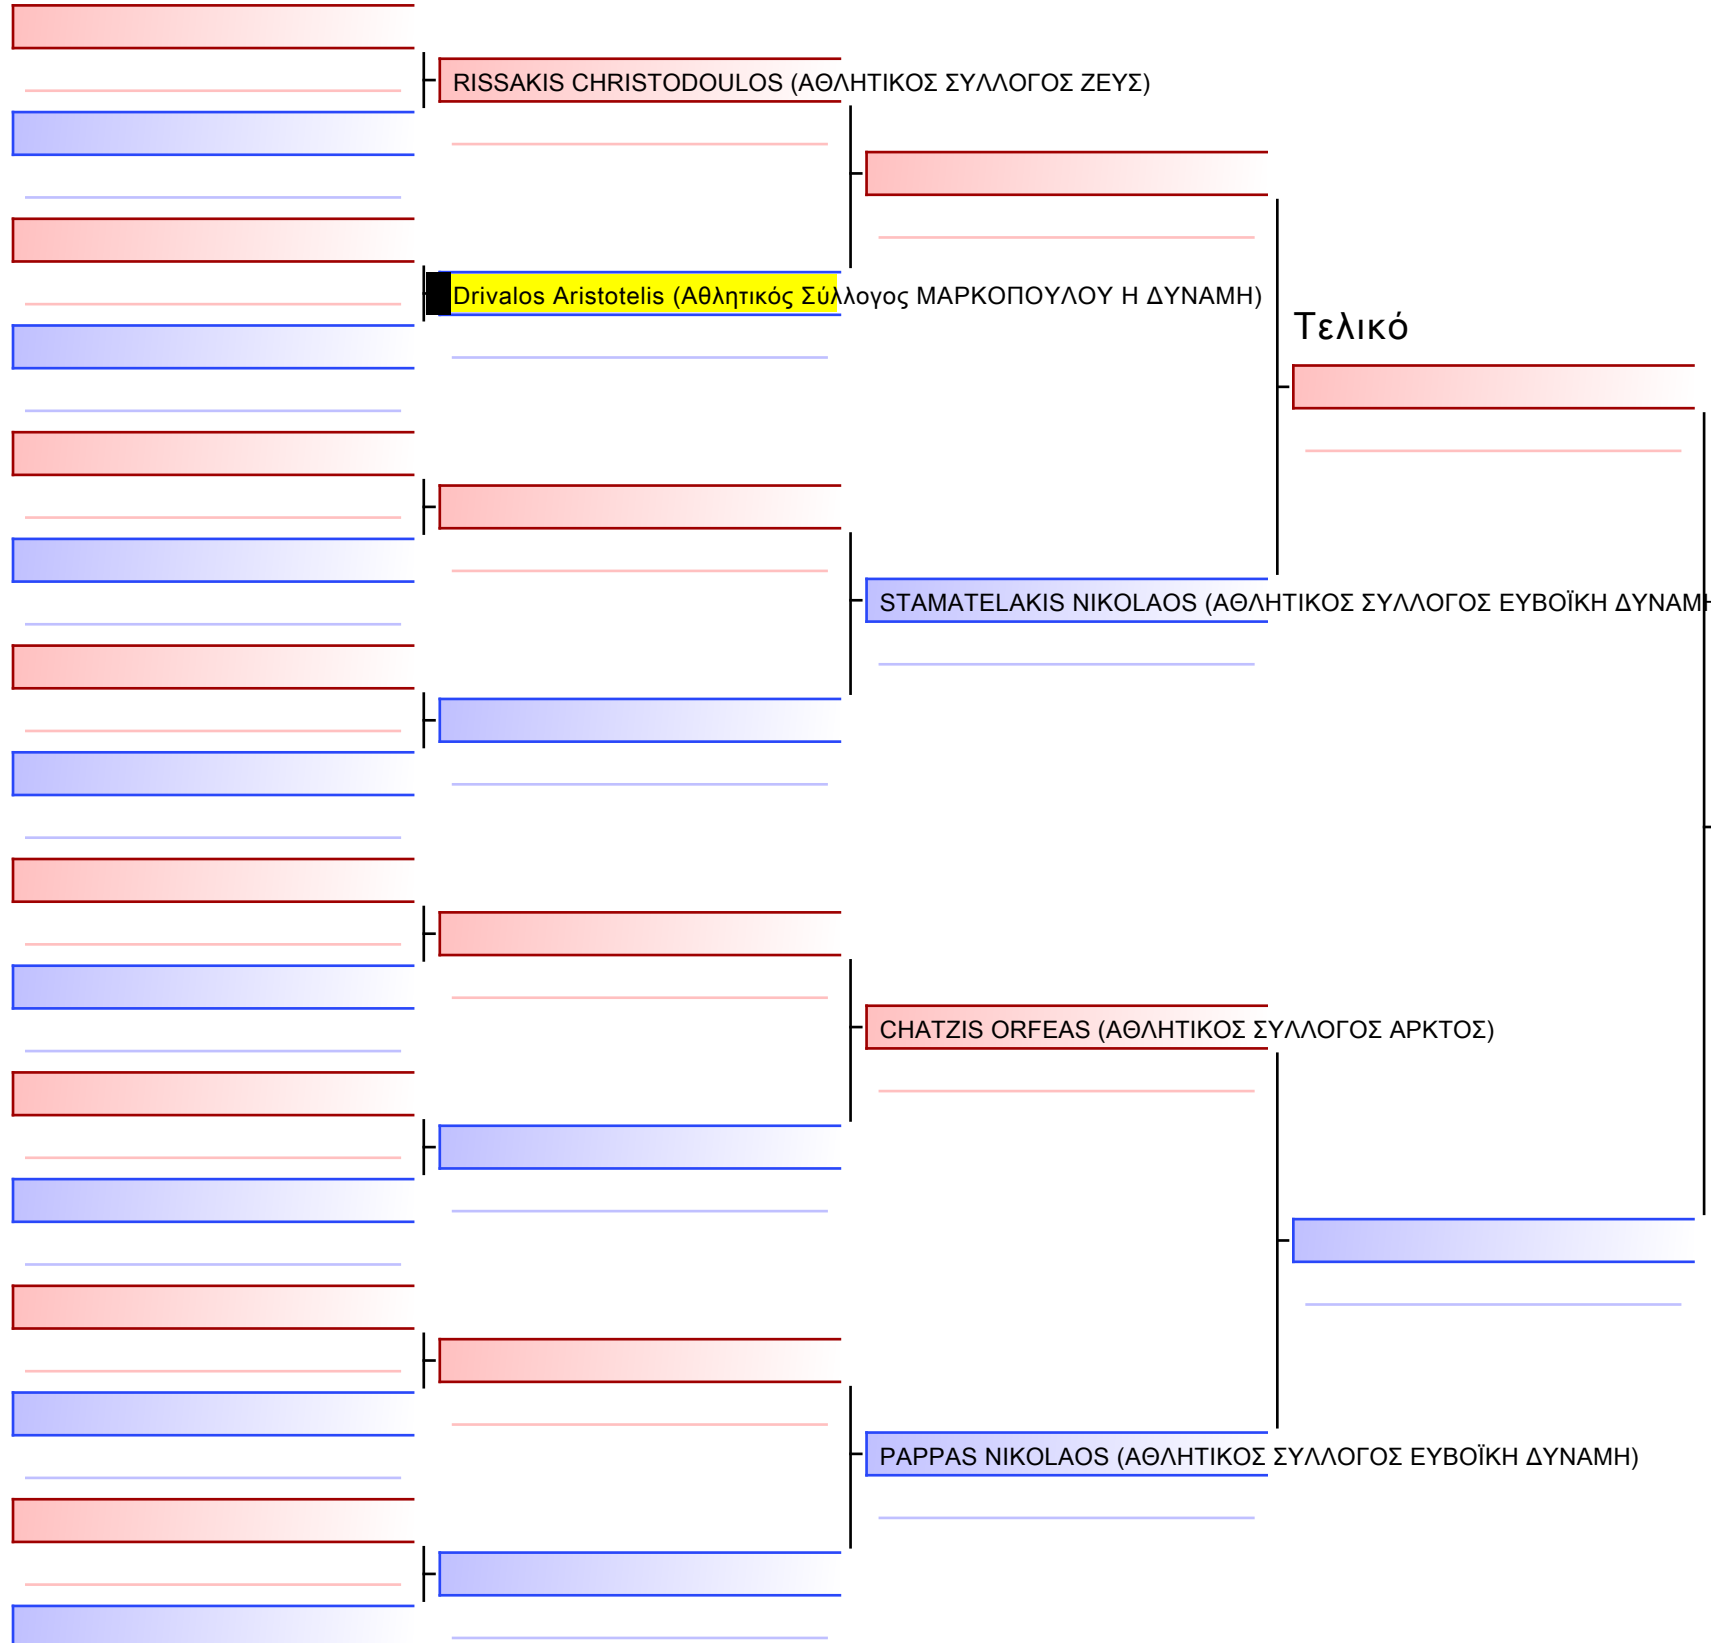 RISSAKIS CHRISTODOULOS (ΑΘΛΗΤΙΚΟΣ ΣΥΛΛΟΓΟΣ ΖΕΥΣ)
Drivalos Aristotelis (Αθλητικός Σύλλογος ΜΑΡΚΟΠΟΥΛΟΥ Η ΔΥΝΑΜΗ)
Τελικό
STAMATELAKIS NIKOLAOS (ΑΘΛΗΤΙΚΟΣ ΣΥΛΛΟΓΟΣ ΕΥΒΟΪΚΗ ΔΥΝΑΜΗ
CHATZIS ORFEAS (ΑΘΛΗΤΙΚΟΣ ΣΥΛΛΟΓΟΣ ΑΡΚΤΟΣ)
PAPPAS NIKOLAOS (ΑΘΛΗΤΙΚΟΣ ΣΥΛΛΟΓΟΣ ΕΥΒΟΪΚΗ ΔΥΝΑΜΗ)